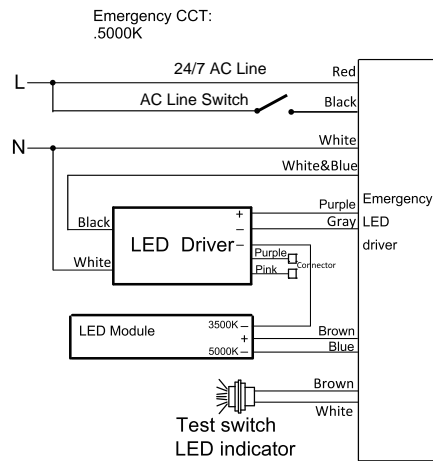 Emergency CCT:
.5000K
24/7 AC Line
Red
L
AC Line Switch
Black
N
White
White&Blue
Purple
Emergency
+
Gray
LED
Black
LED Driver
–
–
driver
White
Purple
Connector
Pink
LED Module
3500K –
+
Brown
5000K –
Blue
Brown
White
Test switch
LED indicator